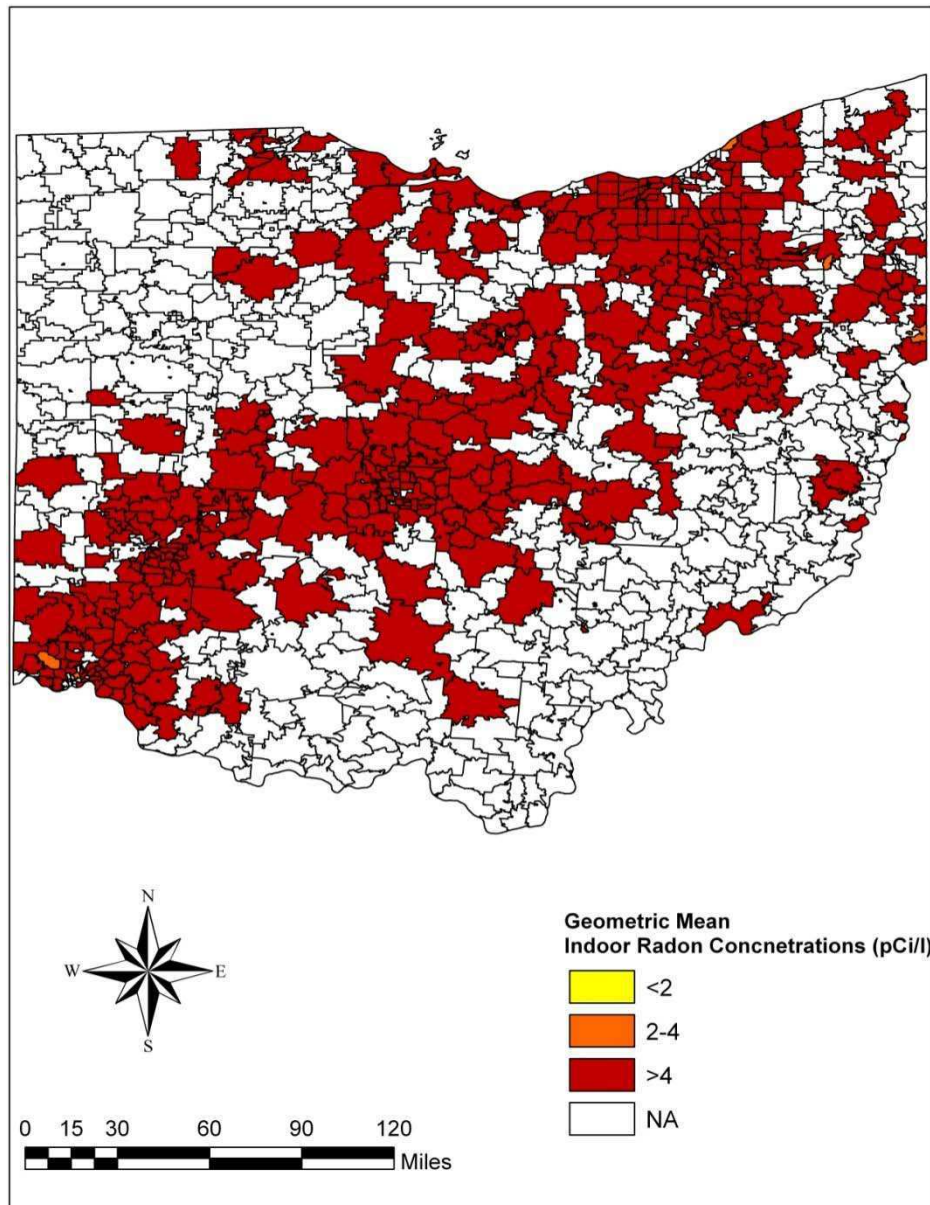 N
W
E
S
0 15 30 60 90 120
Miles
Geometric Mean
Indoor Radon Concnetrations (pCi/l)
<2
2-4
>4
NA